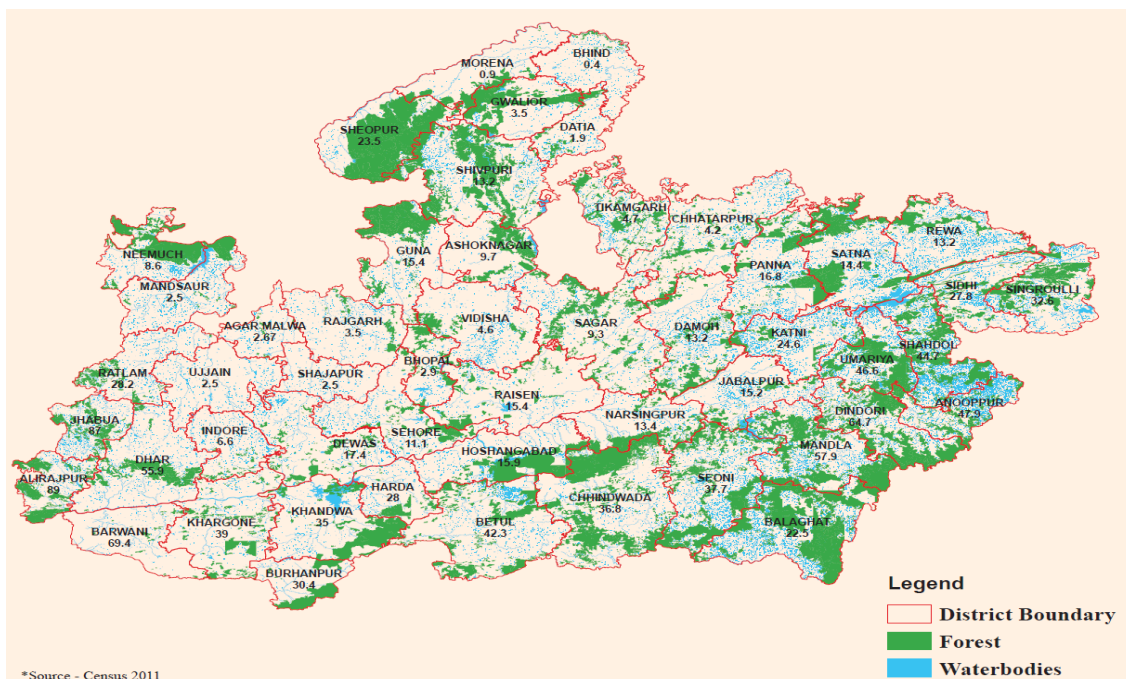 BHIND
0.4
MORENA
0.9
GWALIOR
3.5
DATIA
1.9
SHEOPUR
23.5
SHIVPURI
13.2
TIKAMGARH
4.7
CHHATARPUR
4.2
REWA
13.2
SATNA
14.4
PANNA
16.8
SIDHI
27.8
SINGROULLI
32.6
GUNA
15.4
ASHOKNAGAR
9.7
NEEMUCH
8.6
MANDSAUR
2.5
AGAR MALWA
2.67
RAJGARH
3.5
VIDISHA
4.6
SAGAR
9.3
DAMOH
13.2
KATNI
24.6
SHAHDOL
44.7
UMARIYA
46.6
ANOOPPUR
47.9
RATLAM
28.2
UJJAIN
2.5
SHAJAPUR
2.5
BHOPAL
2.9
RAISEN
15.4
JABALPUR
15.2
NARSINGPUR
13.4
DINDORI
64.7
MANDLA
57.9
JHABUA
87
INDORE
6.6
DEWAS
17.4
SEHORE
11.1
HOSHANGABAD
15.9
DHAR
55.9
ALIRAJPUR
89
HARDA
28
KHANDWA
35
BETUL
42.3
CHHINDWADA
36.8
SEONI
37.7
BALAGHAT
22.5
BARWANI
69.4
KHARGONE
39
BURHANPUR
30.4
Legend
District Boundary
Forest
Waterbodies
*Source - Census 2011